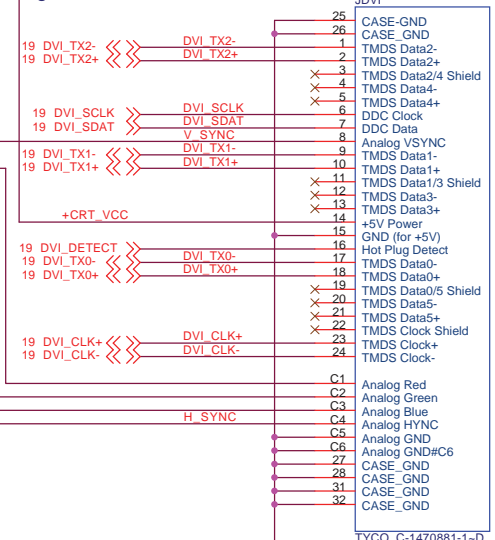 JDVI
25 CASE-GND
26 CASE_GND
19 DVI_TX2- DVI_TX2- 1 TMDS Data2-
19 DVI_TX2+ DVI_TX2+ 2 TMDS Data2+
3 TMDS Data2/4 Shield
4 TMDS Data4-
5 TMDS Data4+
19 DVI_SCLK DVI_SCLK 6 DDC Clock
19 DVI_SDAT DVI_SDAT 7 DDC Data
V_SYNC 8 Analog VSYNC
19 DVI_TX1- DVI_TX1- 9 TMDS Data1-
19 DVI_TX1+ DVI_TX1+ 10 TMDS Data1+
11 TMDS Data1/3 Shield
12 TMDS Data3-
13 TMDS Data3+
+CRT_VCC 14 +5V Power
15 GND (for +5V)
19 DVI_DETECT 16 Hot Plug Detect
19 DVI_TX0- DVI_TX0- 17 TMDS Data0-
19 DVI_TX0+ DVI_TX0+ 18 TMDS Data0+
19 TMDS Data0/5 Shield
20 TMDS Data5-
21 TMDS Data5+
22 TMDS Clock Shield
19 DVI_CLK+ DVI_CLK+ 23 TMDS Clock+
19 DVI_CLK- DVI_CLK- 24 TMDS Clock-
C1 Analog Red
C2 Analog Green
C3 Analog Blue
H_SYNC C4 Analog HYNC
C5 Analog GND
C6 Analog GND#C6
27 CASE_GND
28 CASE_GND
31 CASE_GND
32 CASE_GND
TYCO_C-1470881-1~D